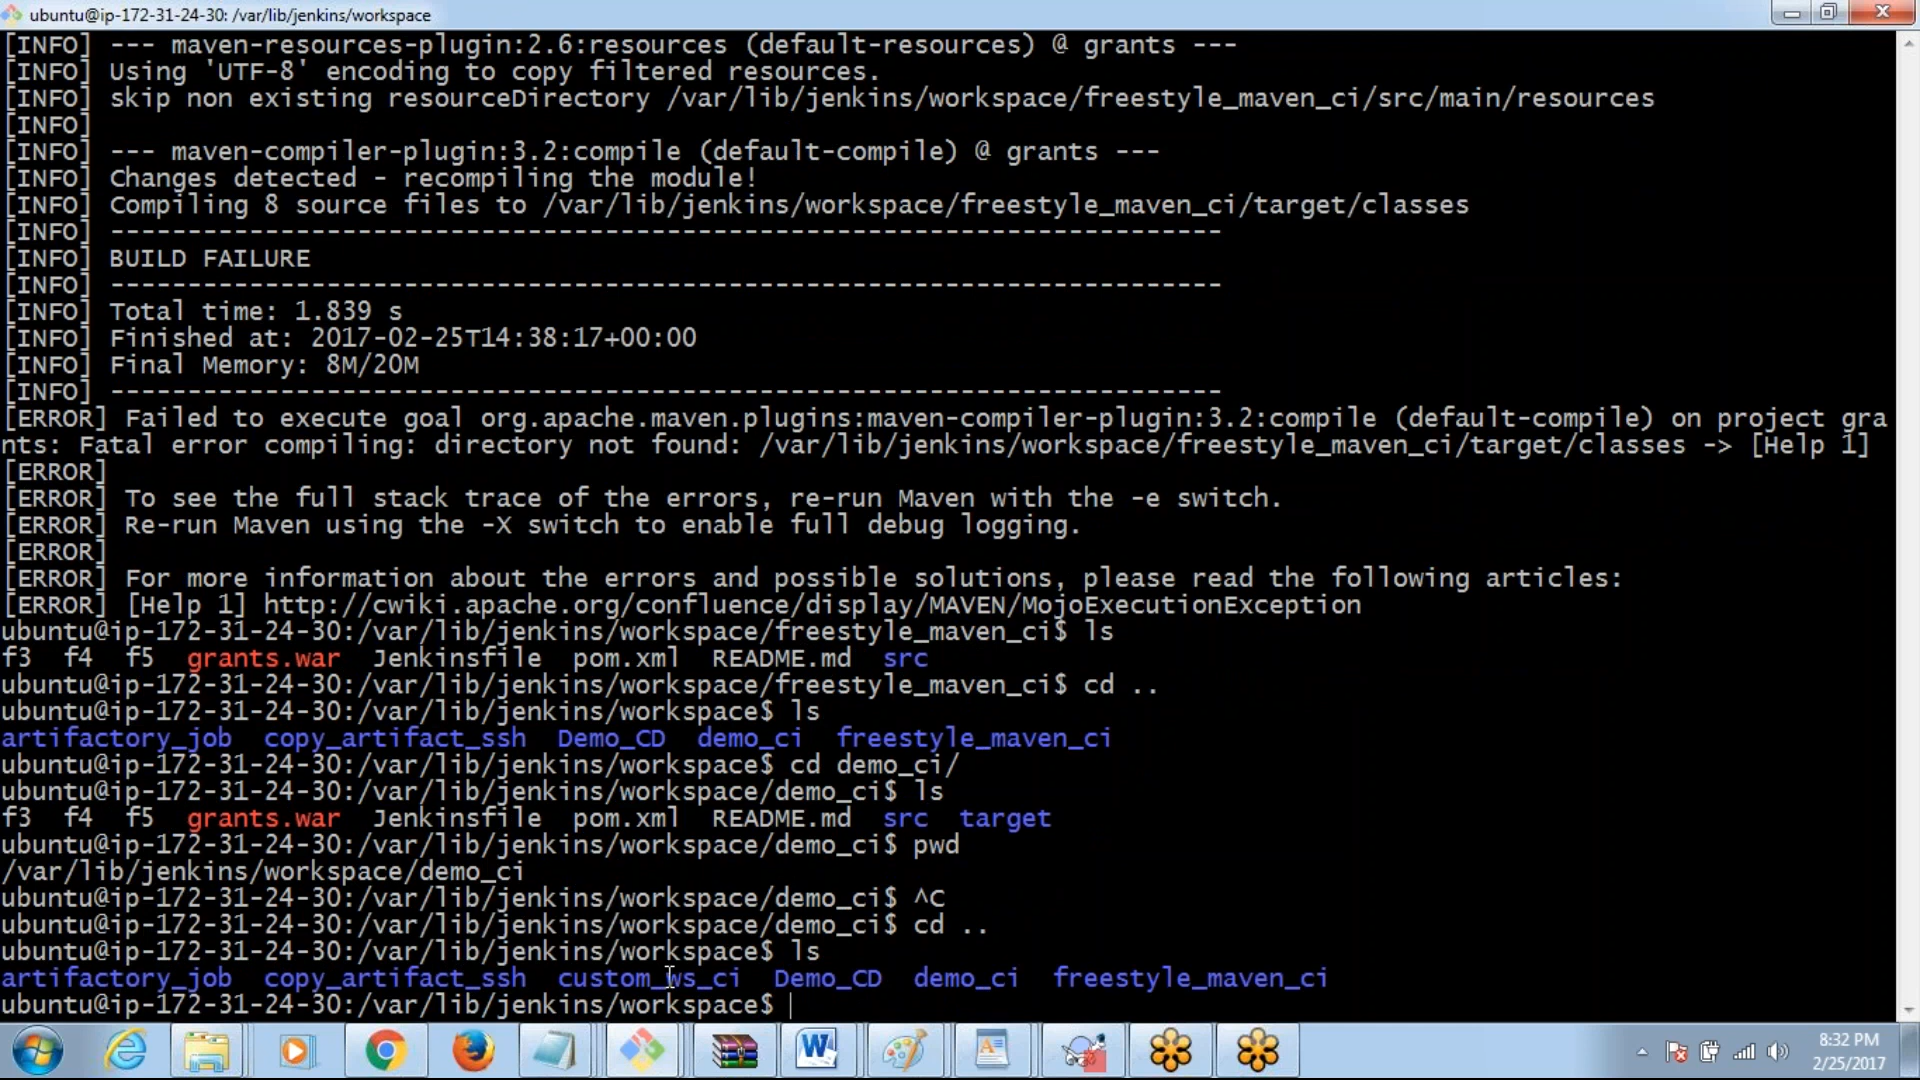 ubuntu@ip-172-31-24-30: /var/lib/jenkins/workspace
[INFO] --- maven-resources-plugin:2.6:resources (default-resources) @ grants ---
[INFO] Using 'UTF-8' encoding to copy filtered resources.
[INFO] skip non existing resourceDirectory /var/lib/jenkins/workspace/freestyle_maven_ci/src/main/resources
[INFO]
[INFO] --- maven-compiler-plugin:3.2:compile (default-compile) @ grants ---
[INFO] Changes detected - recompiling the module!
[INFO] Compiling 8 source files to /var/lib/jenkins/workspace/freestyle_maven_ci/target/classes
[INFO] ------------------------------------------------------------------------
[INFO] BUILD FAILURE
[INFO] ------------------------------------------------------------------------
[INFO] Total time: 1.839 s
[INFO] Finished at: 2017-02-25T14:38:17+00:00
[INFO] Final Memory: 8M/20M
[INFO] ------------------------------------------------------------------------
[ERROR] Failed to execute goal org.apache.maven.plugins:maven-compiler-plugin:3.2:compile (default-compile) on project gra
nts: Fatal error compiling: directory not found: /var/lib/jenkins/workspace/freestyle_maven_ci/target/classes -> [Help 1]
[ERROR]
[ERROR] To see the full stack trace of the errors, re-run Maven with the -e switch.
[ERROR] Re-run Maven using the -X switch to enable full debug logging.
[ERROR]
[ERROR] For more information about the errors and possible solutions, please read the following articles:
[ERROR] [Help 1] http://cwiki.apache.org/confluence/display/MAVEN/MojoExecutionException
ubuntu@ip-172-31-24-30:/var/lib/jenkins/workspace/freestyle_maven_ci$ ls
f3  f4  f5  grants.war  Jenkinsfile  pom.xml  README.md  src
ubuntu@ip-172-31-24-30:/var/lib/jenkins/workspace/freestyle_maven_ci$ cd ..
ubuntu@ip-172-31-24-30:/var/lib/jenkins/workspace$ ls
artifactory_job  copy_artifact_ssh  Demo_CD  demo_ci  freestyle_maven_ci
ubuntu@ip-172-31-24-30:/var/lib/jenkins/workspace$ cd demo_ci/
ubuntu@ip-172-31-24-30:/var/lib/jenkins/workspace/demo_ci$ ls
f3  f4  f5  grants.war  Jenkinsfile  pom.xml  README.md  src  target
ubuntu@ip-172-31-24-30:/var/lib/jenkins/workspace/demo_ci$ pwd
/var/lib/jenkins/workspace/demo_ci
ubuntu@ip-172-31-24-30:/var/lib/jenkins/workspace/demo_ci$ ^C
ubuntu@ip-172-31-24-30:/var/lib/jenkins/workspace/demo_ci$ cd ..
ubuntu@ip-172-31-24-30:/var/lib/jenkins/workspace$ ls
artifactory_job  copy_artifact_ssh  custom_ws_ci  Demo_CD  demo_ci  freestyle_maven_ci
ubuntu@ip-172-31-24-30:/var/lib/jenkins/workspace$
8:32 PM
2/25/2017